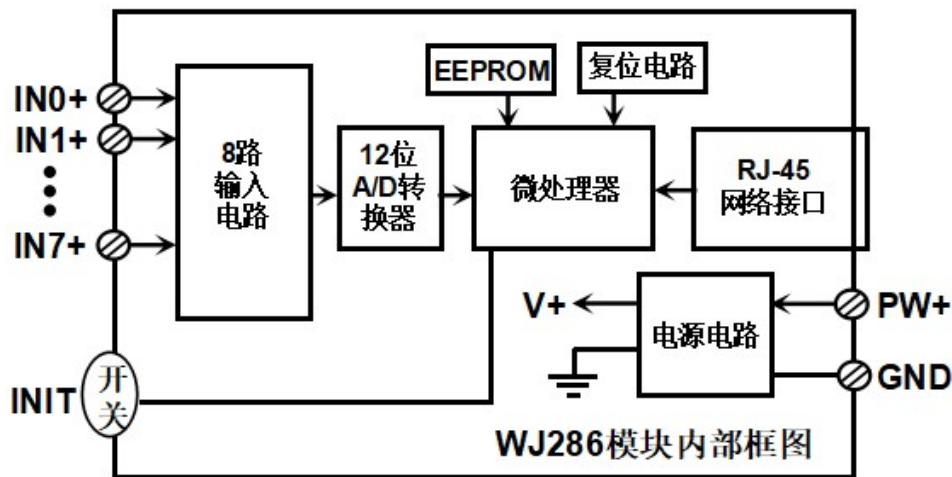 IN0+
IN1+
IN7+
INIT
开
关
8路
输入
电路
12位
A/D转
换器
EEPROM
复位电路
微处理器
RJ-45
网络接口
V+
电源电路
PW+
GND
WJ286模块内部框图